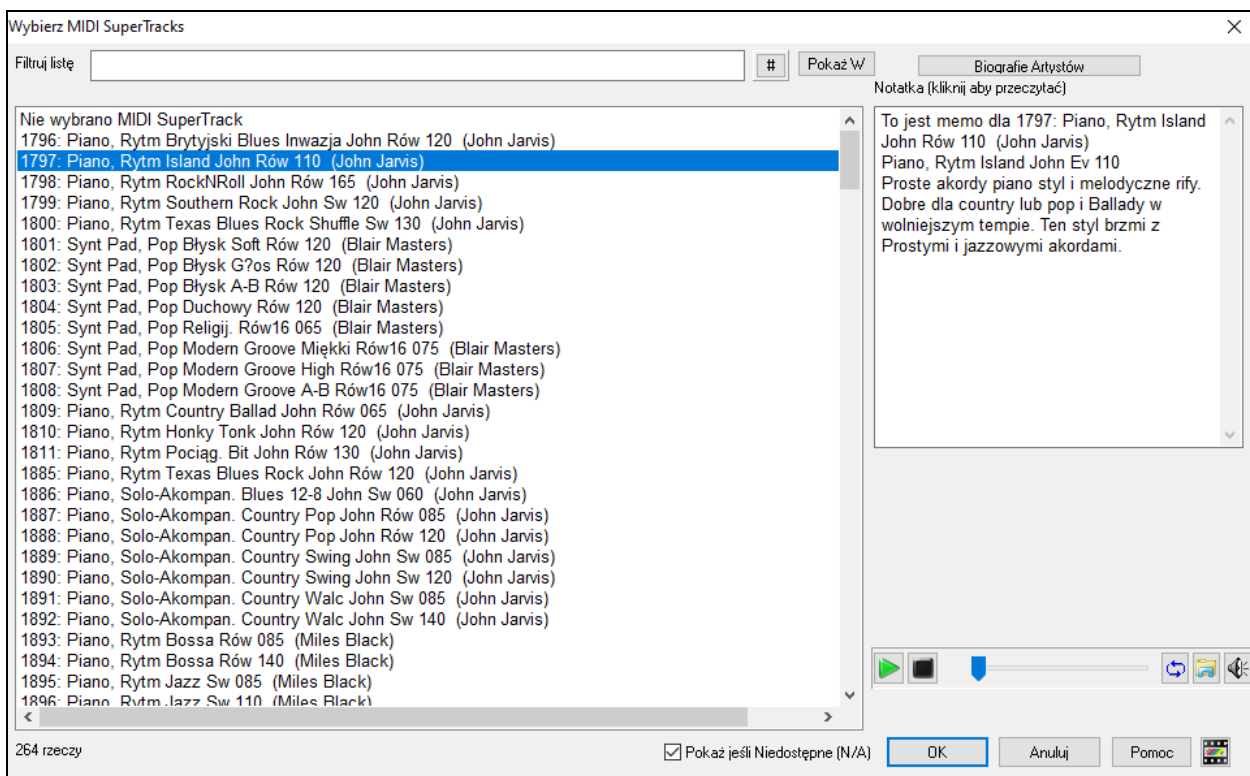 Wybierz MIDI SuperTracks
Filtruj listę
#
Pokaż W
Biografie Artystów
Notatka (kliknij aby przeczytać)
Nie wybrano MIDI SuperTrack
1796: Piano, Rytm Brytyjski Blues Inwazja John Rów 120 (John Jarvis)
1797: Piano, Rytm Island John Rów 110 (John Jarvis)
1798: Piano, Rytm RockNRoll John Rów 165 (John Jarvis)
1799: Piano, Rytm Southern Rock John Sw 120 (John Jarvis)
1800: Piano, Rytm Texas Blues Rock Shuffle Sw 130 (John Jarvis)
1801: Synt Pad, Pop Błysk Soft Rów 120 (Blair Masters)
1802: Synt Pad, Pop Błysk G?os Rów 120 (Blair Masters)
1803: Synt Pad, Pop Błysk A-B Rów 120 (Blair Masters)
1804: Synt Pad, Pop Duchowy Rów 120 (Blair Masters)
1805: Synt Pad, Pop Religij. Rów16 065 (Blair Masters)
1806: Synt Pad, Pop Modern Groove Miękki Rów16 075 (Blair Masters)
1807: Synt Pad, Pop Modern Groove High Rów16 075 (Blair Masters)
1808: Synt Pad, Pop Modern Groove A-B Rów16 075 (Blair Masters)
1809: Piano, Rytm Country Ballad John Rów 065 (John Jarvis)
1810: Piano, Rytm Honky Tonk John Rów 120 (John Jarvis)
1811: Piano, Rytm Pociąg. Bit John Rów 130 (John Jarvis)
1885: Piano, Rytm Texas Blues Rock John Rów 120 (John Jarvis)
1886: Piano, Solo-Akompan. Blues 12-8 John Sw 060 (John Jarvis)
1887: Piano, Solo-Akompan. Country Pop John Rów 085 (John Jarvis)
1888: Piano, Solo-Akompan. Country Pop John Rów 120 (John Jarvis)
1889: Piano, Solo-Akompan. Country Swing John Sw 085 (John Jarvis)
1890: Piano, Solo-Akompan. Country Swing John Sw 120 (John Jarvis)
1891: Piano, Solo-Akompan. Country Walc John Sw 085 (John Jarvis)
1892: Piano, Solo-Akompan. Country Walc John Sw 140 (John Jarvis)
1893: Piano, Rytm Bossa Rów 085 (Miles Black)
1894: Piano, Rytm Bossa Rów 140 (Miles Black)
1895: Piano, Rytm Jazz Sw 085 (Miles Black)
1896: Piano, Rytm Jazz Sw 110 (Miles Black)
To jest memo dla 1797: Piano, Rytm Island
John Rów 110 (John Jarvis)
Piano, Rytm Island John Ev 110
Proste akordy piano styl i melodyczne rify.
Dobre dla country lub pop i Ballady w
wolniejszym tempie. Ten styl brzmi z
Prostymi i jazzowymi akordami.
264 rzeczy
Pokaż jeśli Niedostępne (N/A)
OK
Anuluj
Pomoc